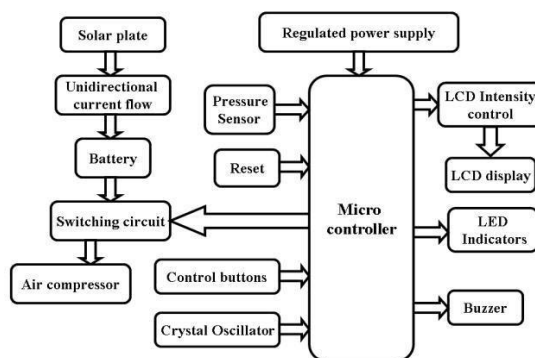 Solar plate
Regulated power supply
Unidirectional
current flow
Pressure
Sensor
LCD Intensity
control
Battery
Reset
LCD display
Switching circuit
Micro
controller
LED
Indicators
Air compressor
Control buttons
Crystal Oscillator
Buzzer